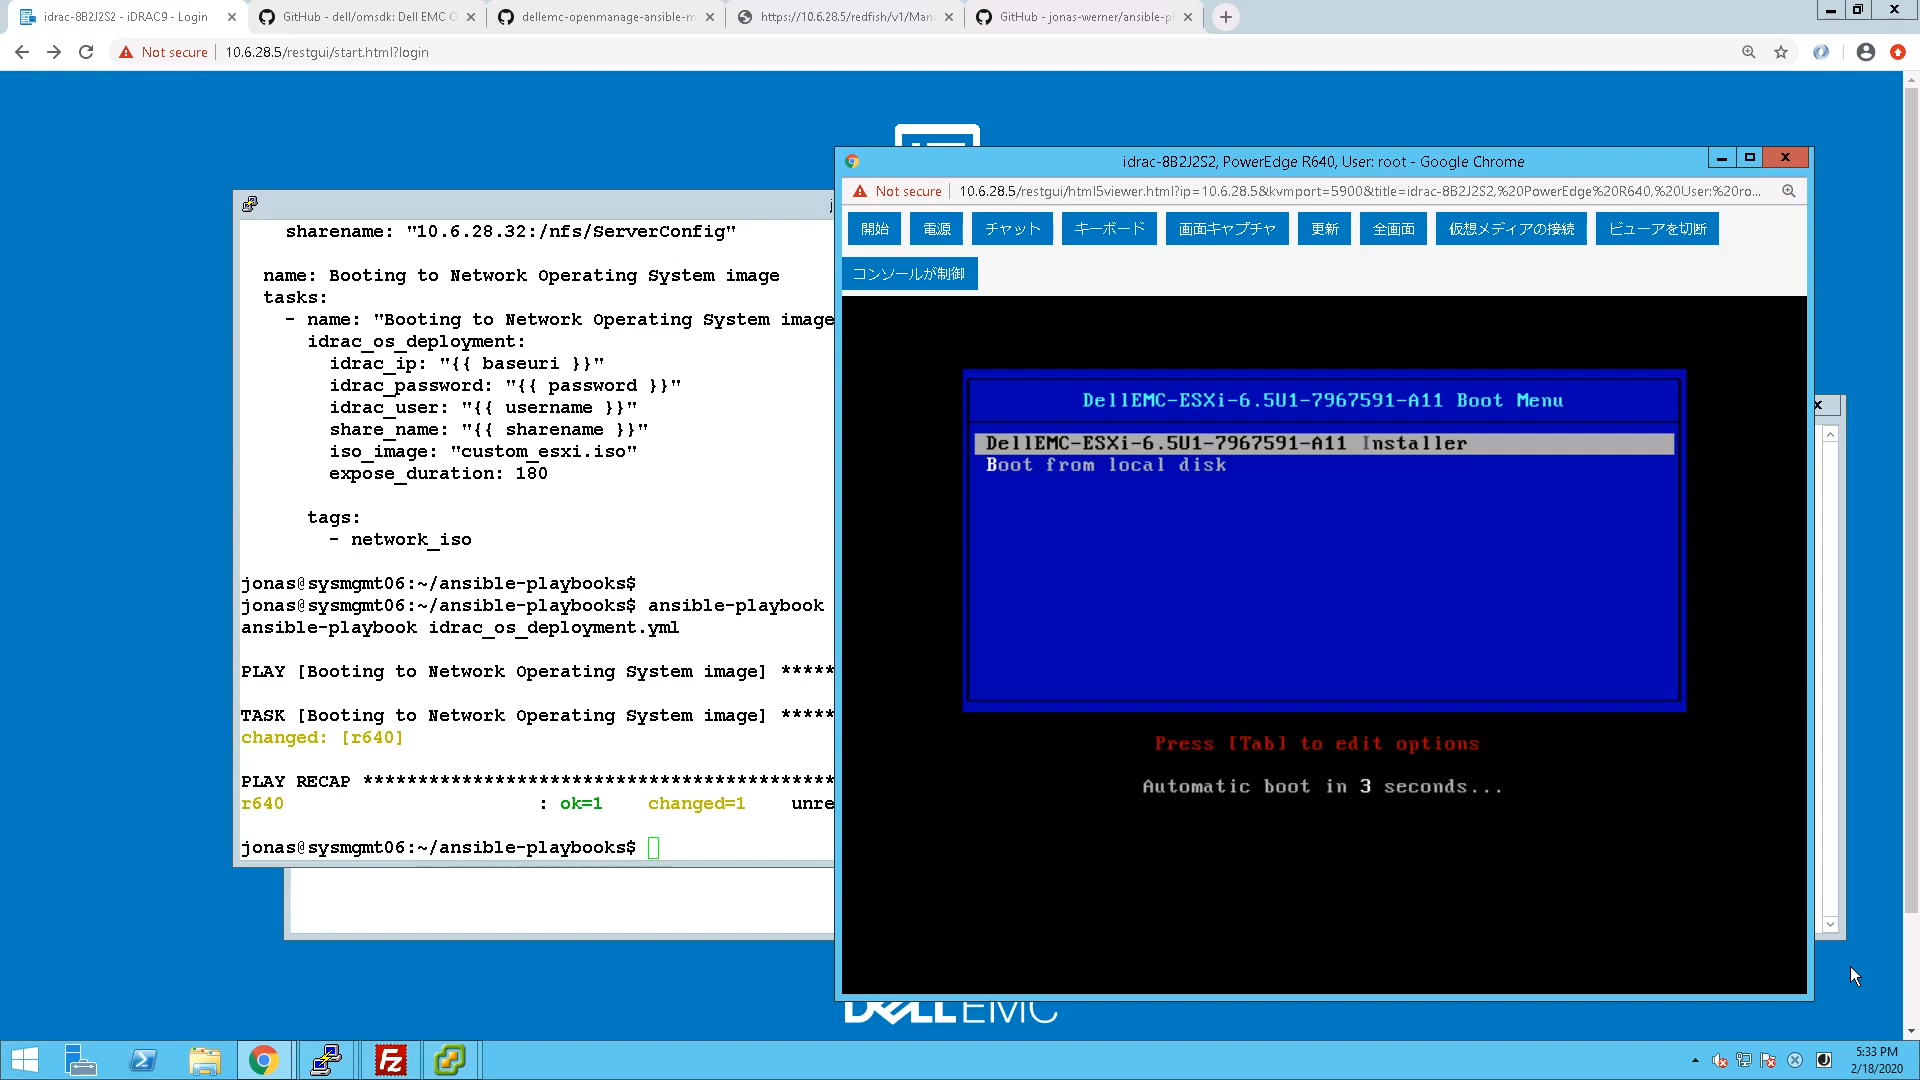 idrac-8B2J2S2 - iDRAC9 - Login
GitHub - dell/omsdk: Dell EMC O
dellemc-openmanage-ansible-m
https://10.6.28.5/redfish/v1/Man
GitHub - jonas-werner/ansible-pl
Not secure
10.6.28.5/restgui/start.html?login
idrac-8B2J2S2, PowerEdge R640, User: root - Google Chrome
Not secure
10.6.28.5/restgui/html5viewer.html?ip=10.6.28.5&kvmport=5900&title=idrac-8B2J2S2,%20PowerEdge%20R640,%20User:%20ro...
開始
電源
チャット
キーボード
画面キャプチャ
更新
全画面
仮想メディアの接続
ビューアを切断
コンソールが制御
sharename: "10.6.28.32:/nfs/ServerConfig"
name: Booting to Network Operating System image
tasks:
- name: "Booting to Network Operating System image
idrac_os_deployment:
idrac_ip: "{{ baseuri }}"
idrac_password: "{{ password }}"
idrac_user: "{{ username }}"
share_name: "{{ sharename }}"
iso_image: "custom_esxi.iso"
expose_duration: 180
tags:
- network_iso
jonas@sysmgmt06:~/ansible-playbooks$
jonas@sysmgmt06:~/ansible-playbooks$ ansible-playbook
ansible-playbook idrac_os_deployment.yml
PLAY [Booting to Network Operating System image] *****
TASK [Booting to Network Operating System image] *****
changed: [r640]
PLAY RECAP *******************************************
r640 : ok=1 changed=1 unre
jonas@sysmgmt06:~/ansible-playbooks$
DellEMC-ESXi-6.5U1-7967591-A11 Boot Menu
DellEMC-ESXi-6.5U1-7967591-A11 Installer
Boot from local disk
Press [Tab] to edit options
Automatic boot in 3 seconds...
DELLEMC
5:33 PM
2/18/2020